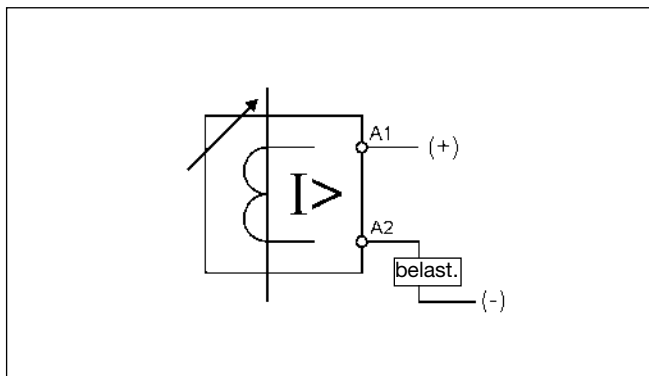 A1
(+)
I>
A2
belast.
(-)